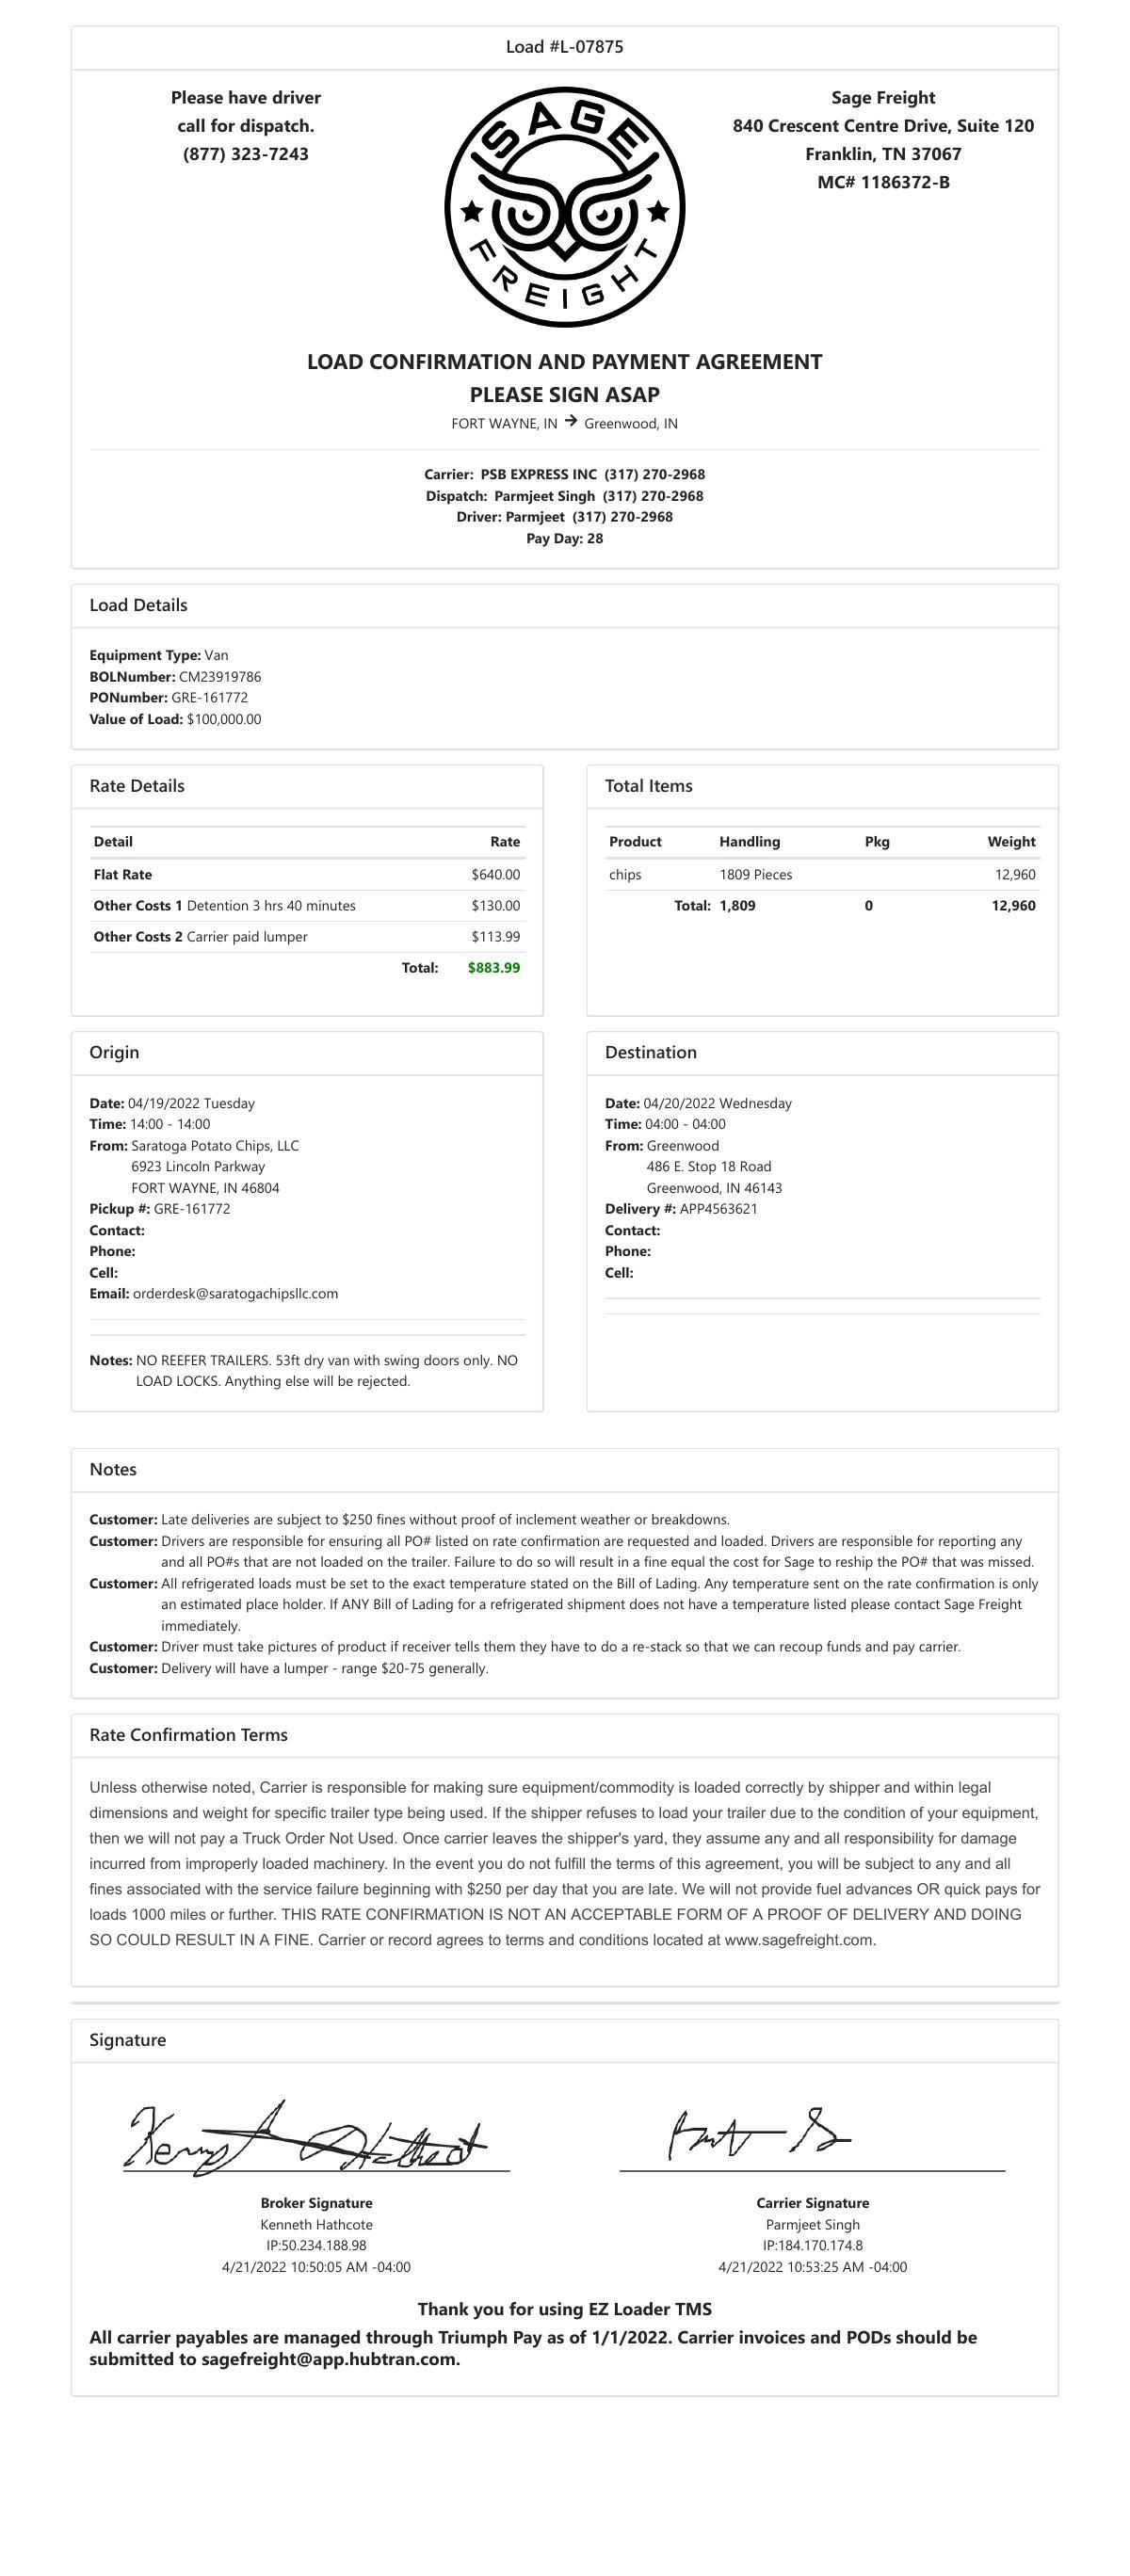 Load #L-07875
Please have driver
call for dispatch.
(877) 323-7243
SAGE
FREIGHT
Sage Freight
840 Crescent Centre Drive, Suite 120
Franklin, TN 37067
MC# 1186372-B
LOAD CONFIRMATION AND PAYMENT AGREEMENT
PLEASE SIGN ASAP
FORT WAYNE, IN → Greenwood, IN
Carrier: PSB EXPRESS INC (317) 270-2968
Dispatch: Parmjeet Singh (317) 270-2968
Driver: Parmjeet (317) 270-2968
Pay Day: 28
Load Details
Equipment Type: Van
BOLNumber: CM23919786
PONumber: GRE-161772
Value of Load: $100,000.00
Rate Details
Detail Rate
Flat Rate $640.00
Other Costs 1 Detention 3 hrs 40 minutes $130.00
Other Costs 2 Carrier paid lumper $113.99
Total: $883.99
Total Items
Product Handling Pkg Weight
chips 1809 Pieces 12,960
Total: 1,809 0 12,960
Origin
Date: 04/19/2022 Tuesday
Time: 14:00 - 14:00
From: Saratoga Potato Chips, LLC
6923 Lincoln Parkway
FORT WAYNE, IN 46804
Pickup #: GRE-161772
Contact:
Phone:
Cell:
Email: orderdesk@saratogachipsllc.com
Notes: NO REEFER TRAILERS. 53ft dry van with swing doors only. NO
LOAD LOCKS. Anything else will be rejected.
Destination
Date: 04/20/2022 Wednesday
Time: 04:00 - 04:00
From: Greenwood
486 E. Stop 18 Road
Greenwood, IN 46143
Delivery #: APP4563621
Contact:
Phone:
Cell:
Notes
Customer: Late deliveries are subject to $250 fines without proof of inclement weather or breakdowns.
Customer: Drivers are responsible for ensuring all PO# listed on rate confirmation are requested and loaded. Drivers are responsible for reporting any
and all PO#s that are not loaded on the trailer. Failure to do so will result in a fine equal the cost for Sage to reship the PO# that was missed.
Customer: All refrigerated loads must be set to the exact temperature stated on the Bill of Lading. Any temperature sent on the rate confirmation is only
an estimated place holder. If ANY Bill of Lading for a refrigerated shipment does not have a temperature listed please contact Sage Freight
immediately.
Customer: Driver must take pictures of product if receiver tells them they have to do a re-stack so that we can recoup funds and pay carrier.
Customer: Delivery will have a lumper - range $20-75 generally.
Rate Confirmation Terms
Unless otherwise noted, Carrier is responsible for making sure equipment/commodity is loaded correctly by shipper and within legal
dimensions and weight for specific trailer type being used. If the shipper refuses to load your trailer due to the condition of your equipment,
then we will not pay a Truck Order Not Used. Once carrier leaves the shipper's yard, they assume any and all responsibility for damage
incurred from improperly loaded machinery. In the event you do not fulfill the terms of this agreement, you will be subject to any and all
fines associated with the service failure beginning with $250 per day that you are late. We will not provide fuel advances OR quick pays for
loads 1000 miles or further. THIS RATE CONFIRMATION IS NOT AN ACCEPTABLE FORM OF A PROOF OF DELIVERY AND DOING
SO COULD RESULT IN A FINE. Carrier or record agrees to terms and conditions located at www.sagefreight.com.
Signature
Broker Signature
Kenneth Hathcote
IP:50.234.188.98
4/21/2022 10:50:05 AM -04:00
Carrier Signature
Parmjeet Singh
IP:184.170.174.8
4/21/2022 10:53:25 AM -04:00
Thank you for using EZ Loader TMS
All carrier payables are managed through Triumph Pay as of 1/1/2022. Carrier invoices and PODs should be
submitted to sagefreight@app.hubtran.com.